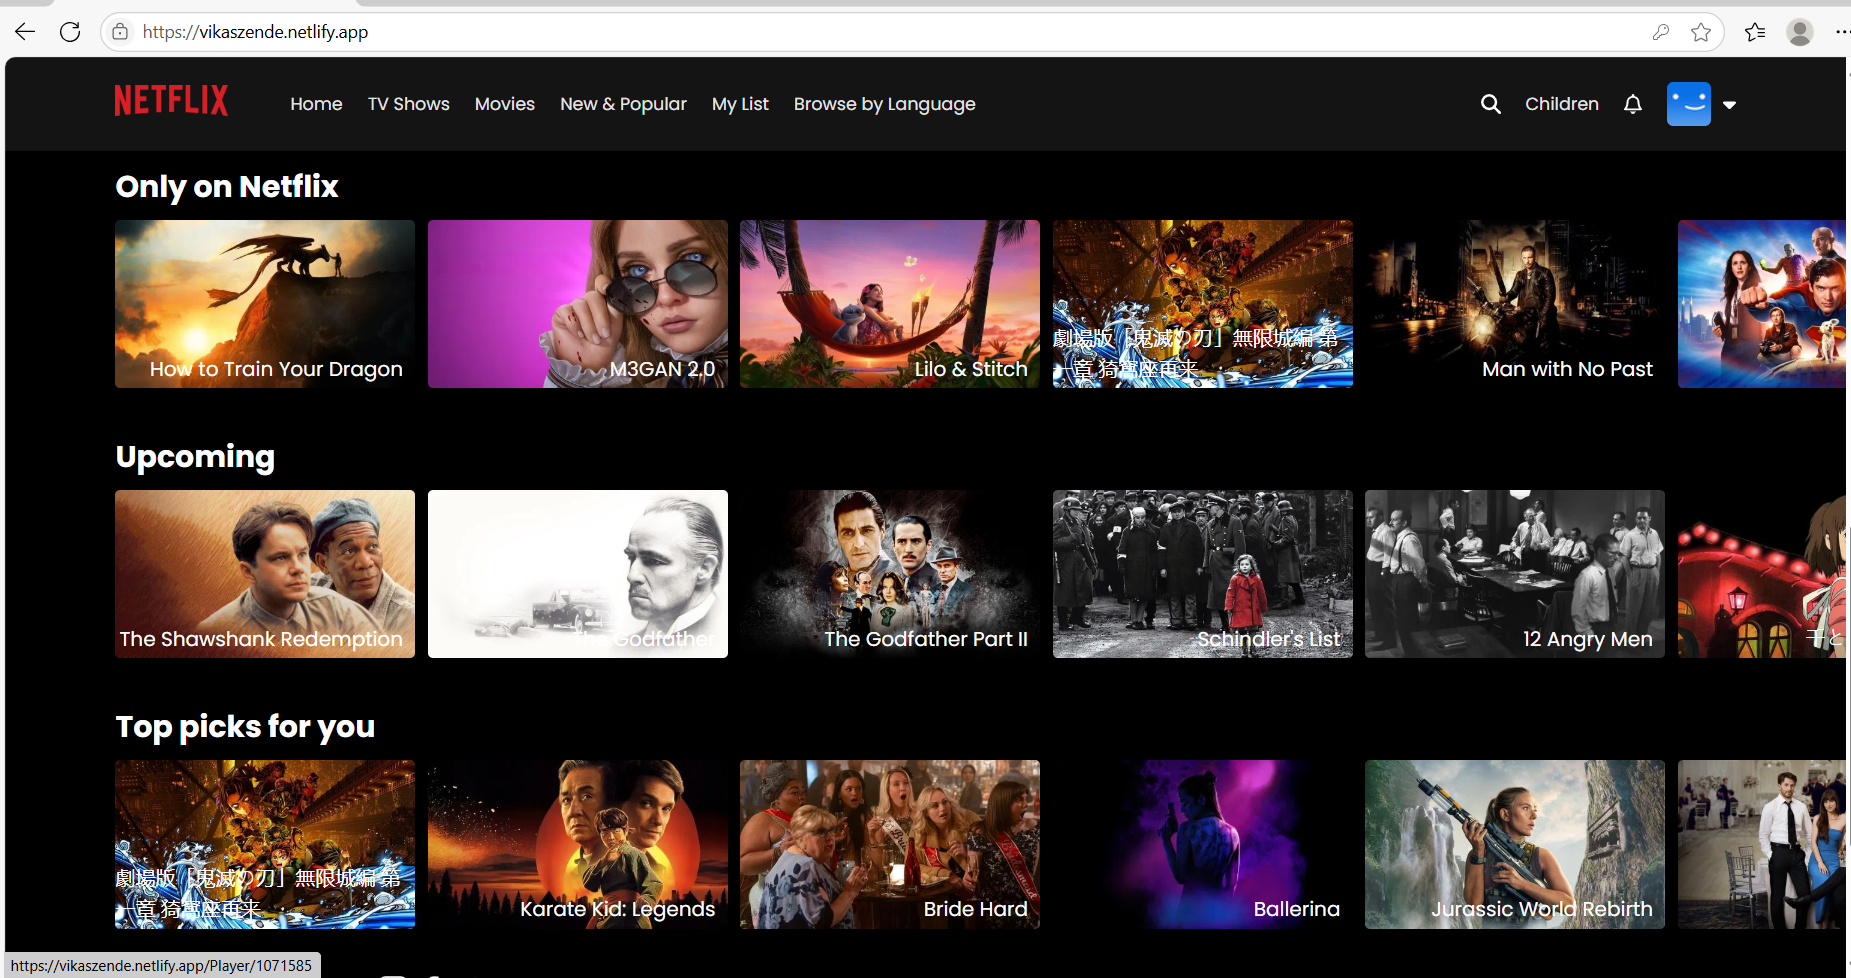 https://vikaszende.netlify.app
NETFLIX Home TV Shows Movies New & Popular My List Browse by Language Children
Only on Netflix
How to Train Your Dragon
M3GAN 2.0
Lilo & Stitch
劇場版「鬼滅の刃」無限城編 第
一章 猗窩座再来
Man with No Past
Upcoming
The Shawshank Redemption
The Godfather
The Godfather Part II
Schindler's List
12 Angry Men
千と
Top picks for you
劇場版「鬼滅の刃」無限城編 第
一章 猗窩座再来
Karate Kid: Legends
Bride Hard
Ballerina
Jurassic World Rebirth
https://vikaszende.netlify.app/Player/1071585